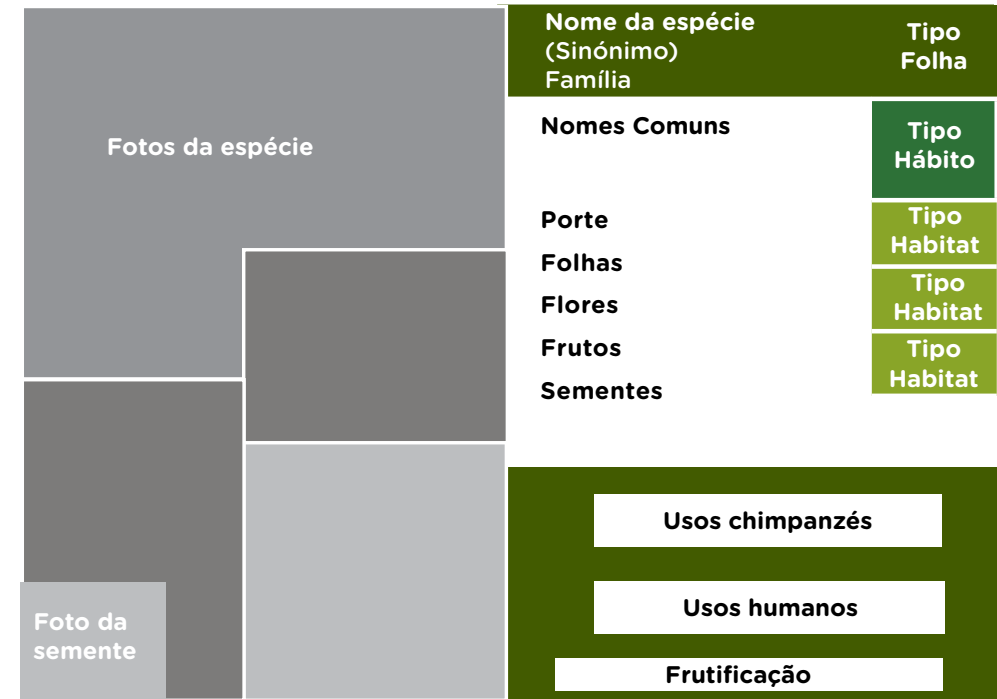 Fotos da espécie
Foto da
semente
Nome da espécie
(Sinónimo)
Família
Tipo
Folha
Nomes Comuns
Tipo
Hábito
Porte
Folhas
Flores
Frutos
Sementes
Tipo
Habitat
Tipo
Habitat
Tipo
Habitat
Usos chimpanzés
Usos humanos
Frutificação